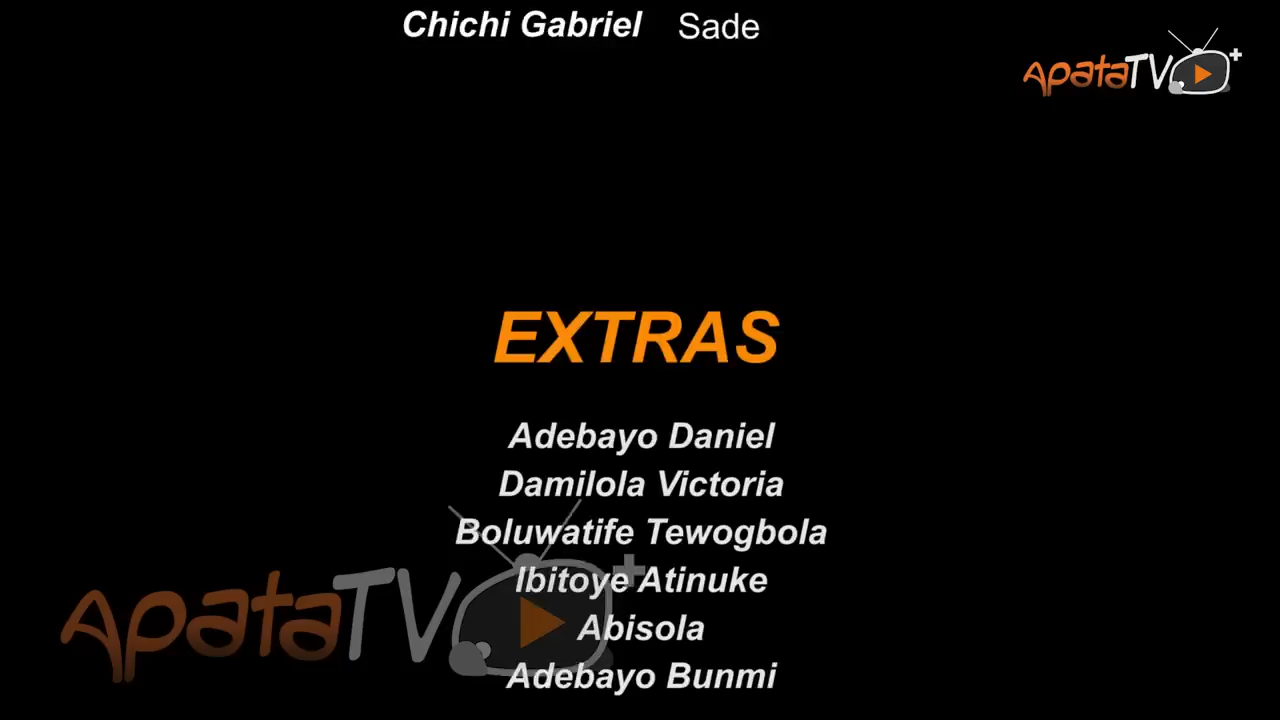 Chichi Gabriel Sade
ApataTV+
EXTRAS
Adebayo Daniel
Damilola Victoria
Boluwatife Tewogbola
Ibitoye Atinuke
ApataTV+
Abisola
Adebayo Bunmi